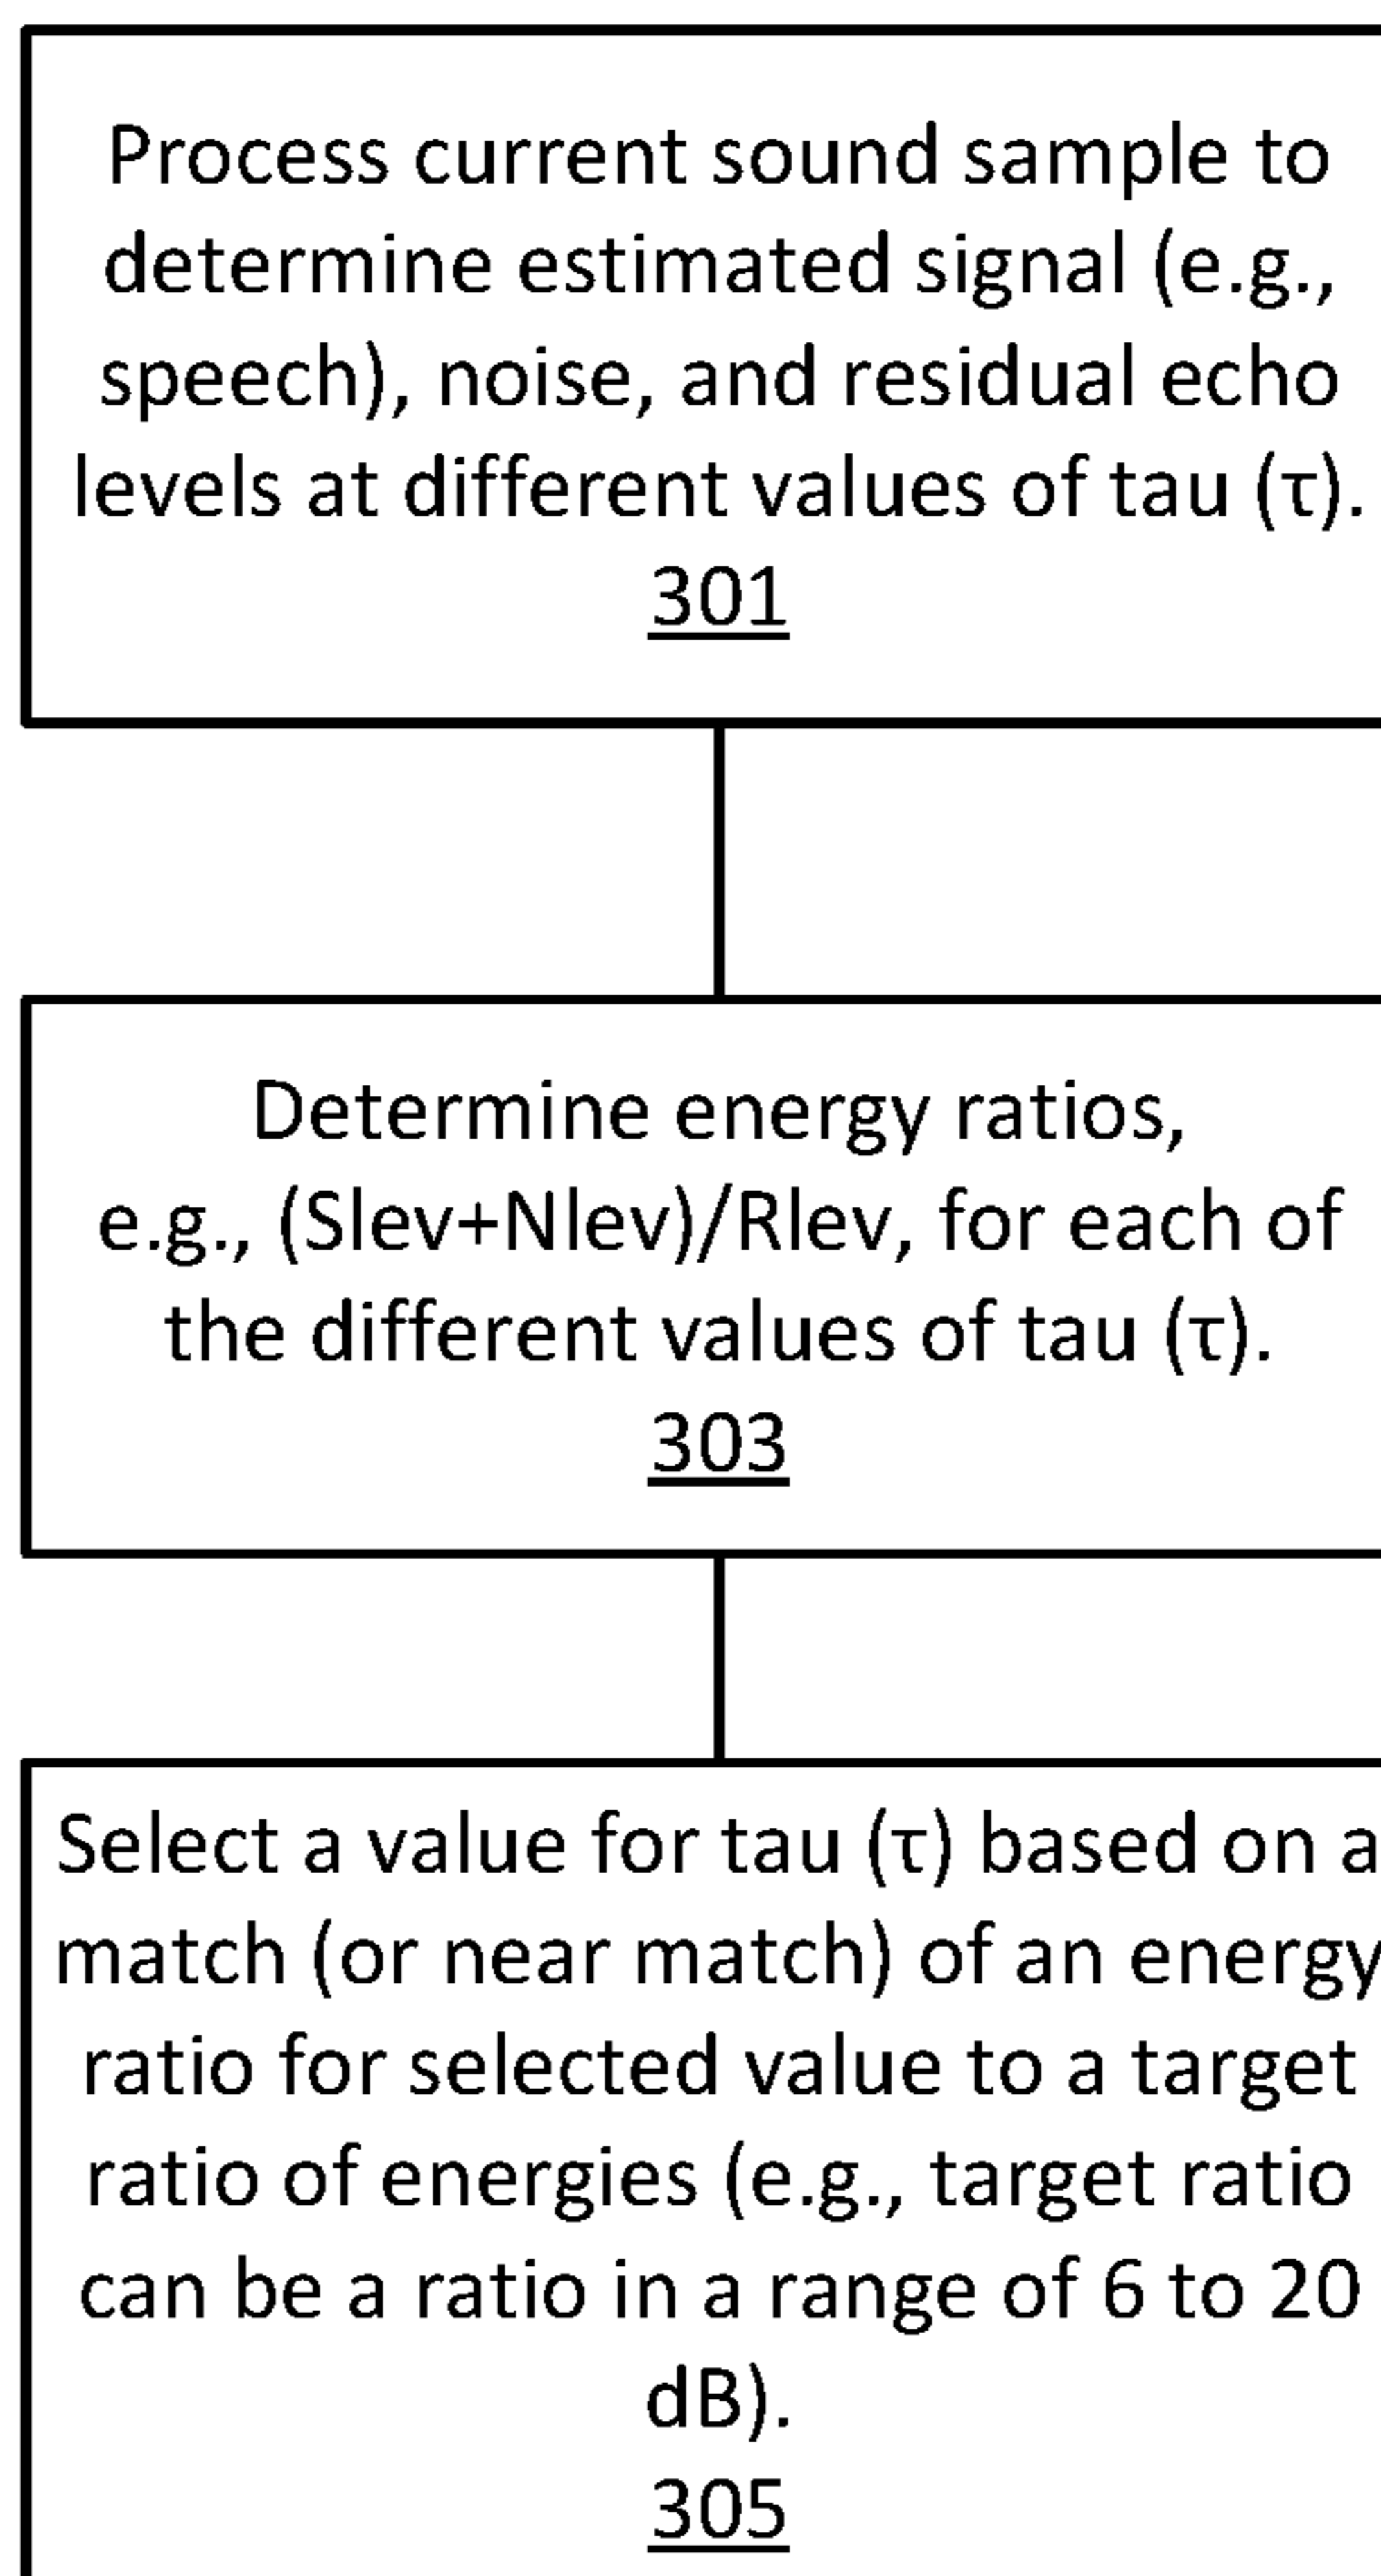 Process current sound sample to
determine estimated signal (e.g.,
speech), noise, and residual echo
levels at different values of tau (τ).
301
Determine energy ratios,
e.g., (Slev+Nlev)/Rlev, for each of
the different values of tau (τ).
303
Select a value for tau (τ) based on a
match (or near match) of an energy
ratio for selected value to a target
ratio of energies (e.g., target ratio
can be a ratio in a range of 6 to 20
dB).
305